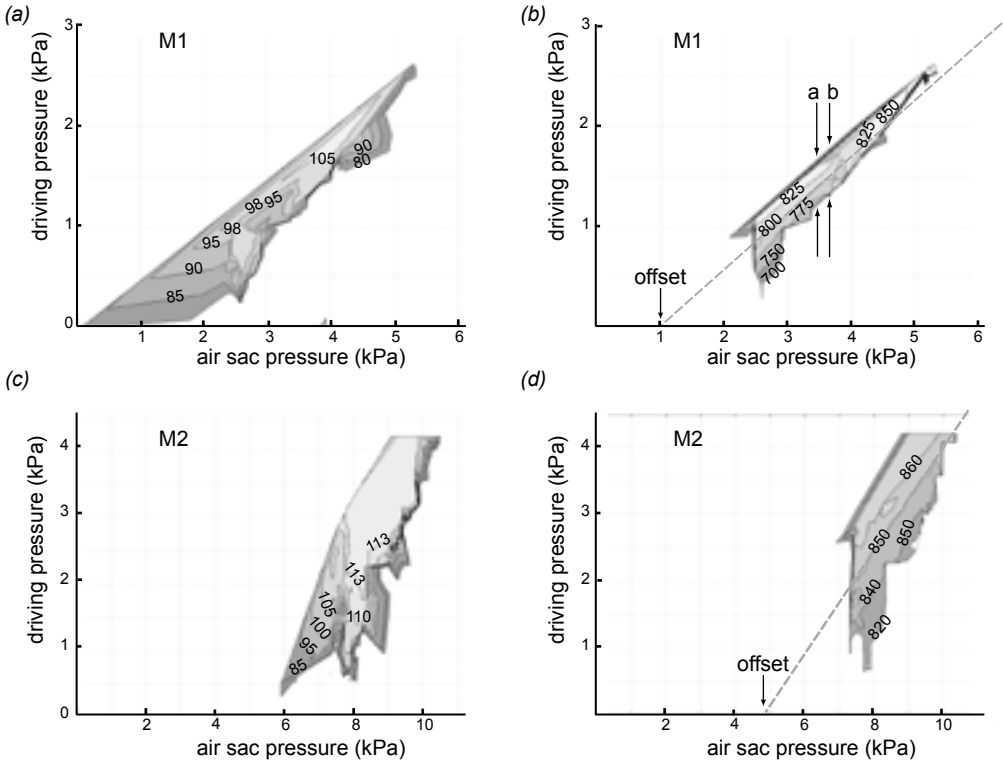 (a)
M1
driving pressure (kPa)
3
2
1
0
105
90
80
98
95
98
95
90
85
1 2 3 4 5 6
air sac pressure (kPa)
(b)
M1
driving pressure (kPa)
3
2
1
0
a b
850
825
825
775
800
750
700
offset
1 2 3 4 5 6
air sac pressure (kPa)
(c)
M2
driving pressure (kPa)
4
3
2
1
0
113
113
105
100
110
95
85
2 4 6 8 10
air sac pressure (kPa)
(d)
M2
driving pressure (kPa)
4
3
2
1
0
860
850
850
840
820
offset
2 4 6 8 10
air sac pressure (kPa)